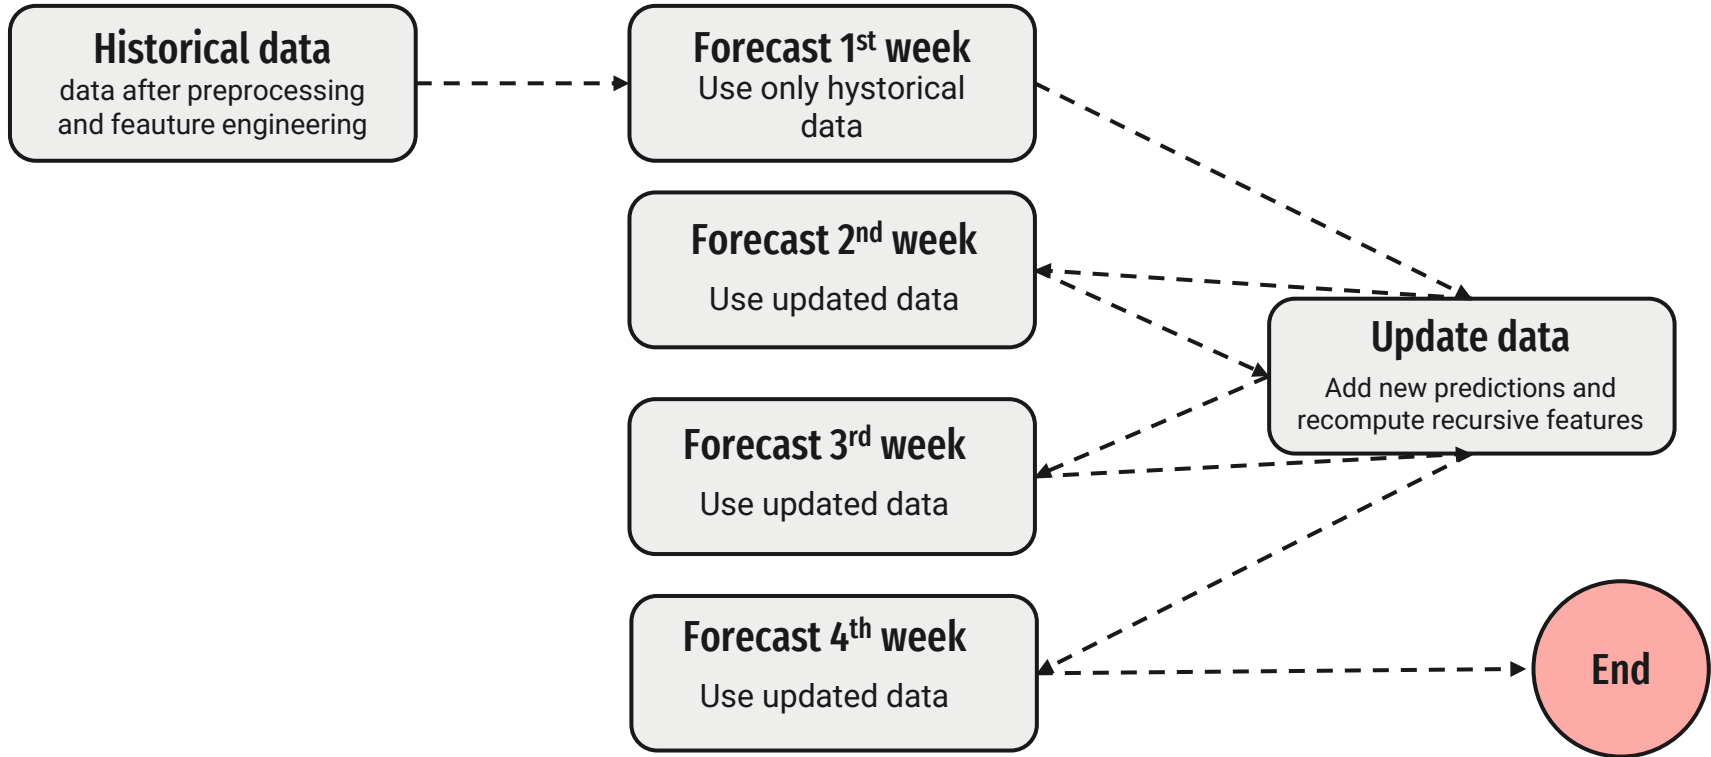 Historical data
data after preprocessing
and feauture engineering
Forecast 1st week
Use only hystorical
data
Forecast 2nd week
Use updated data
Update data
Add new predictions and
recompute recursive features
Forecast 3rd week
Use updated data
Forecast 4th week
Use updated data
End